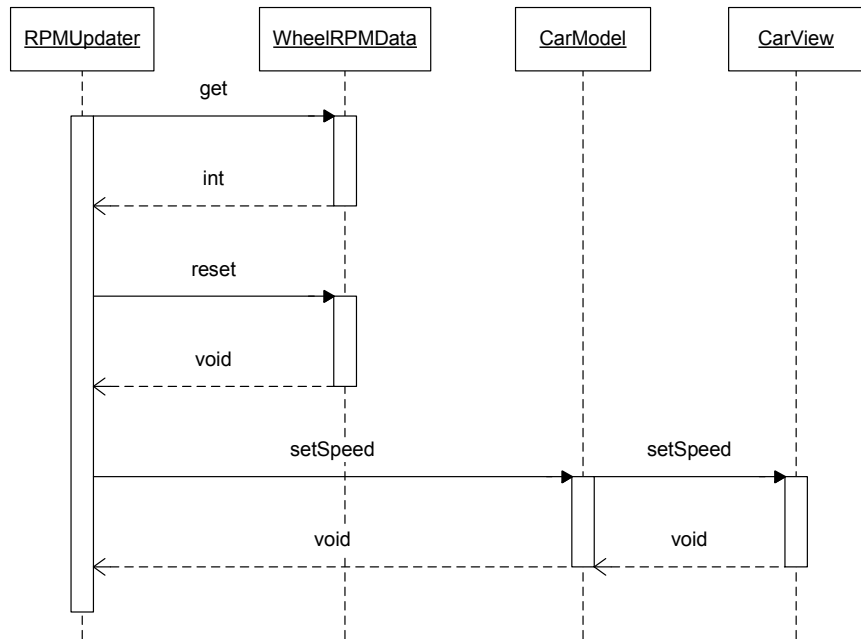 RPMUpdater
WheelRPMData
CarModel
CarView
get
int
reset
void
setSpeed
setSpeed
void
void